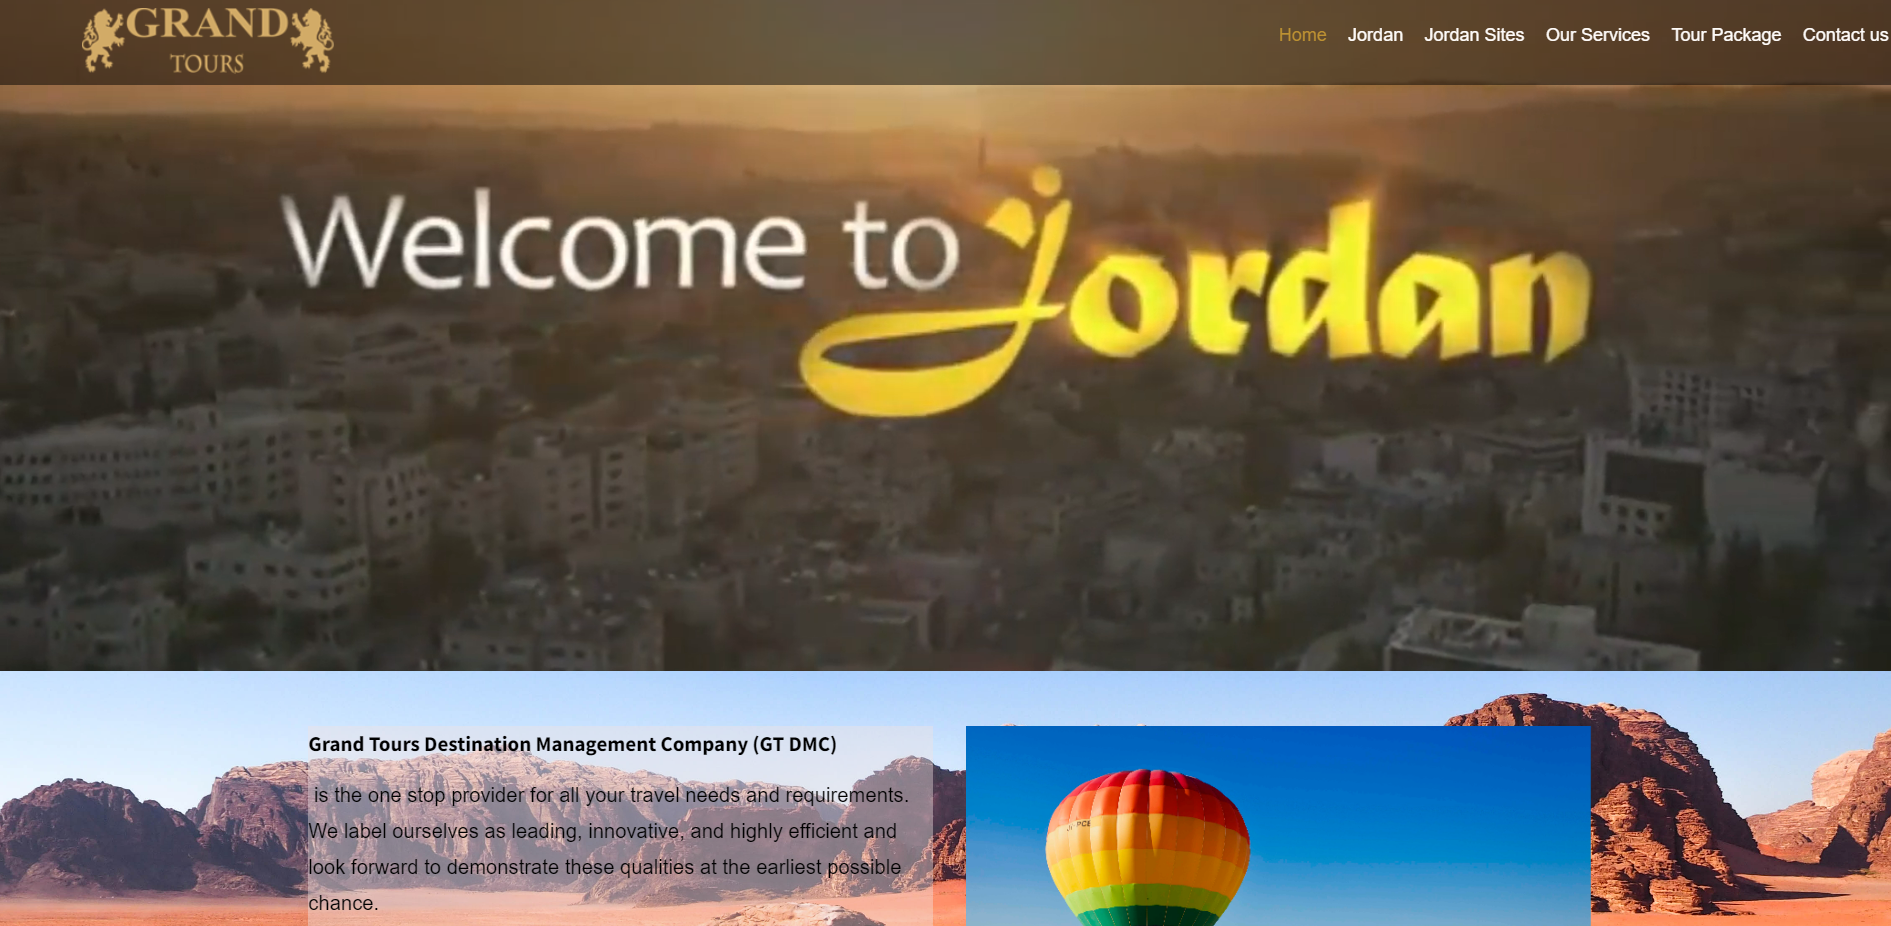 GRAND
TOURS
Home Jordan Jordan Sites Our Services Tour Package Contact us
Welcome to Jordan
Grand Tours Destination Management Company (GT DMC)
is the one stop provider for all your travel needs and requirements.
We label ourselves as leading, innovative, and highly efficient and
look forward to demonstrate these qualities at the earliest possible
chance.